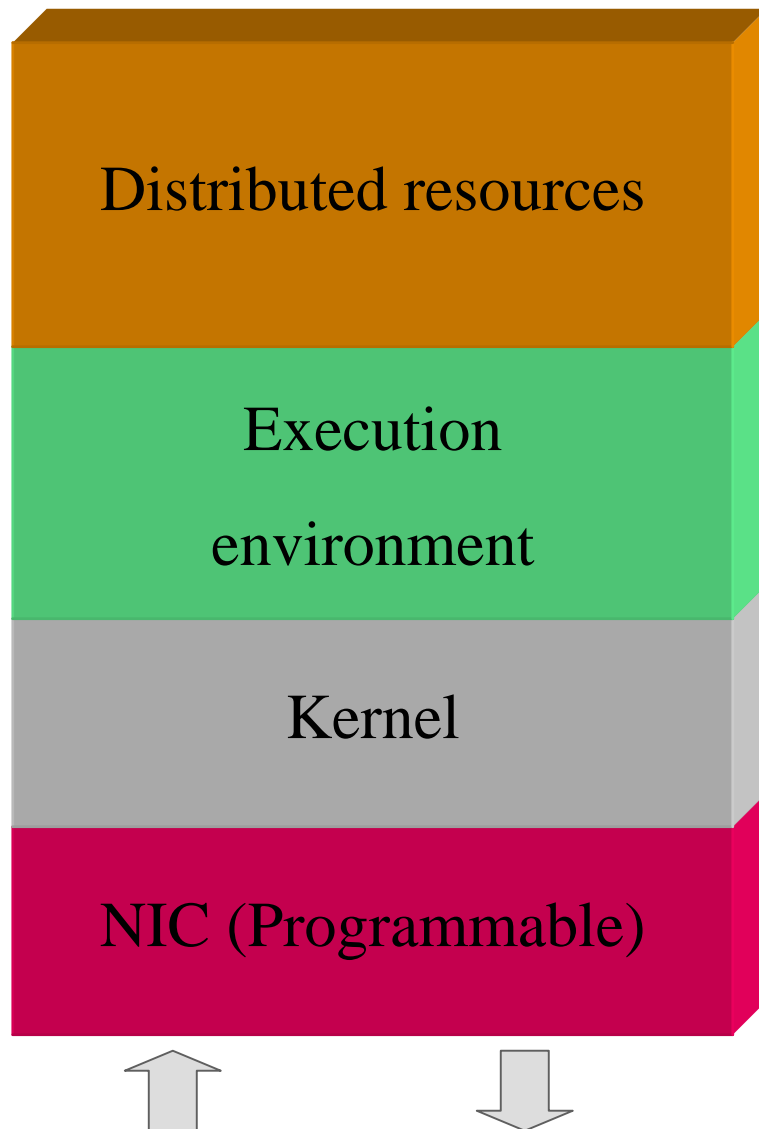 Distributed resources
Execution
environment
Kernel
NIC (Programmable)